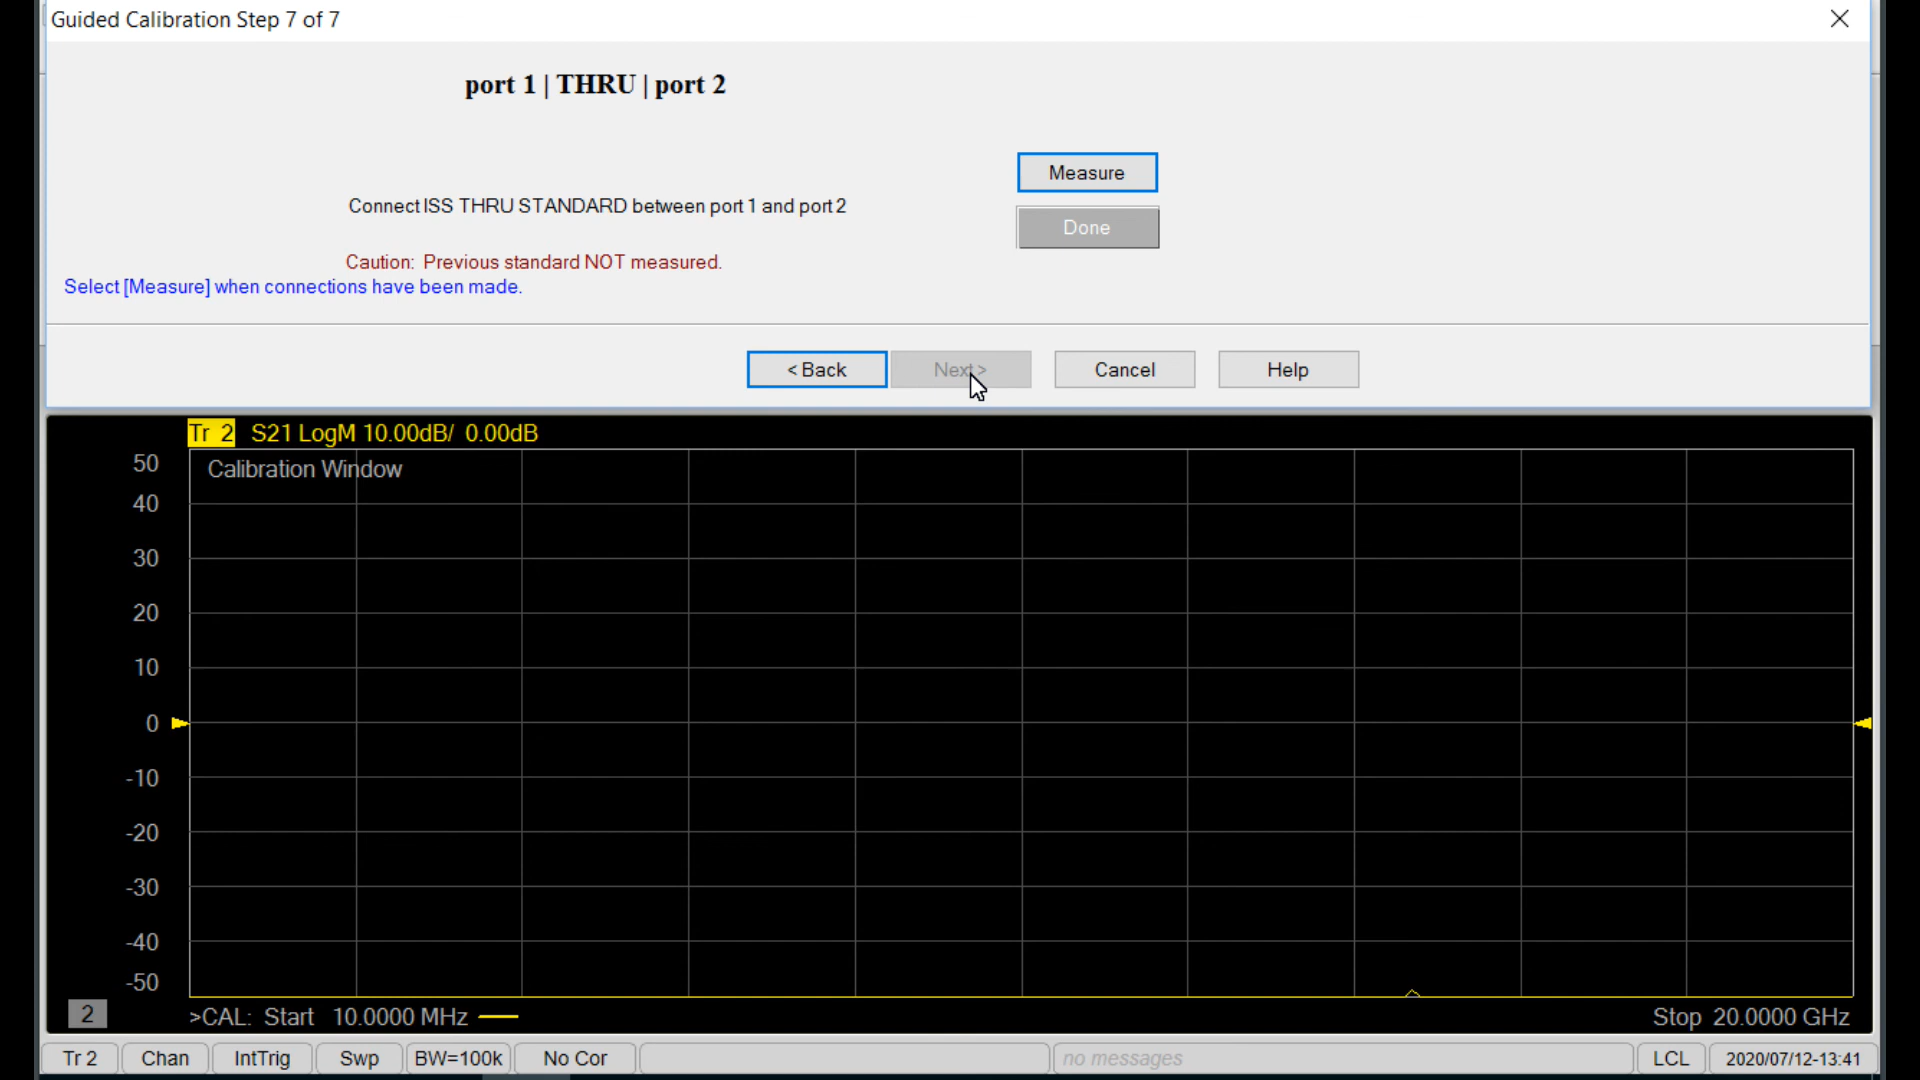 Guided Calibration Step 7 of 7
port 1 | THRU | port 2
Measure
Connect ISS THRU STANDARD between port 1 and port 2
Done
Caution: Previous standard NOT measured.
Select [Measure] when connections have been made.
< Back
Next >
Cancel
Help
Tr 2 S21 LogM 10.00dB/ 0.00dB
50
Calibration Window
40
30
20
10
0
-10
-20
-30
-40
-50
2 >CAL: Start 10.0000 MHz Stop 20.0000 GHz
Tr 2 Chan IntTrig Swp BW=100k No Cor no messages LCL 2020/07/12-13:41